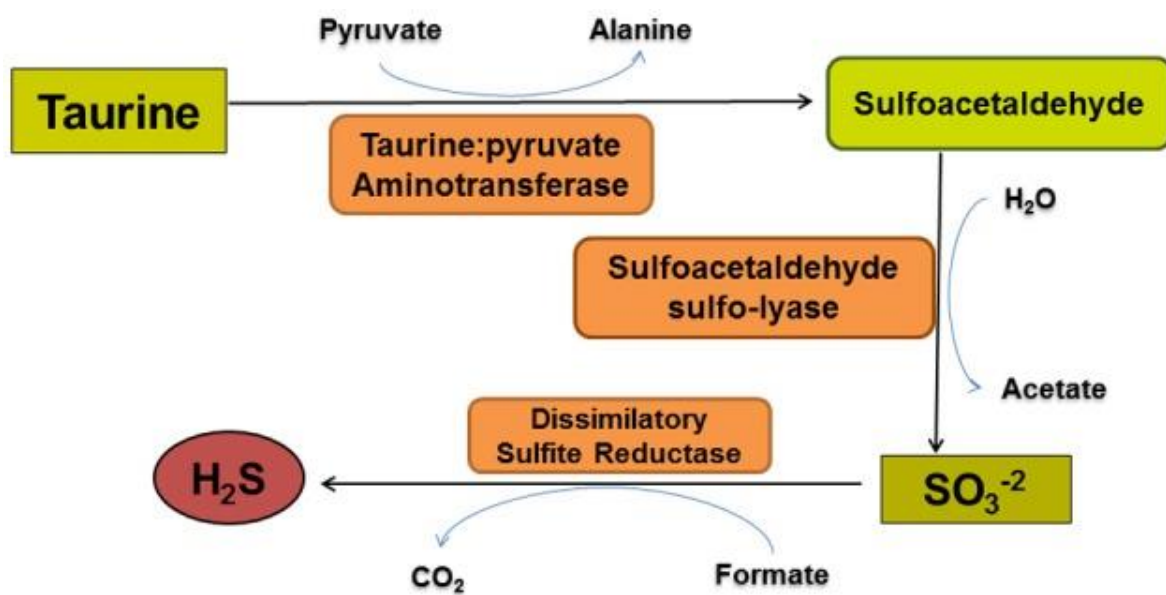 Pyruvate
Alanine
Taurine
Sulfoacetaldehyde
Taurine:pyruvate
Aminotransferase
H₂O
Sulfoacetaldehyde
sulfo-lyase
Acetate
Dissimilatory
Sulfite Reductase
H₂S
SO₃⁻²
CO₂
Formate